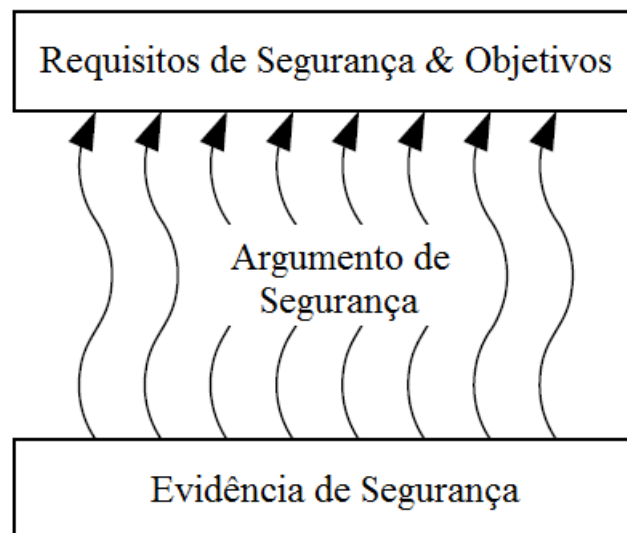 Requisitos de Segurança & Objetivos
Argumento de
Segurança
Evidência de Segurança